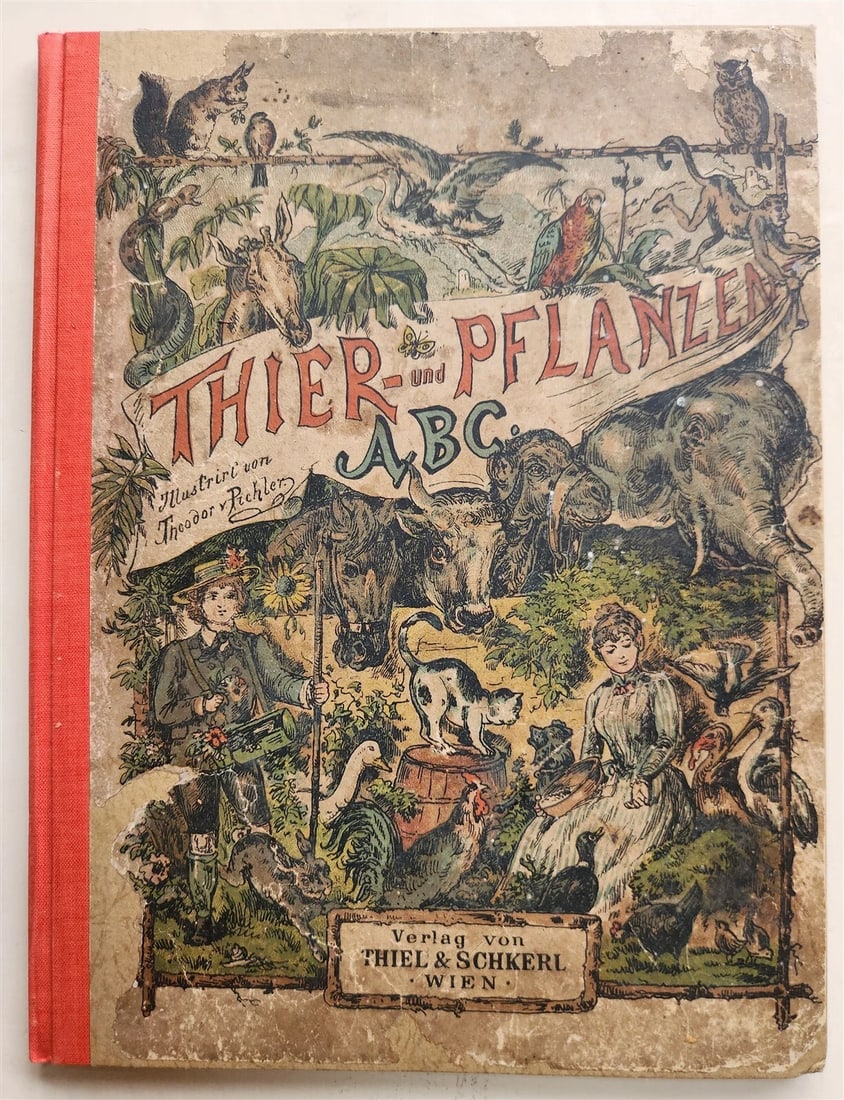 THIER- und PFLANZEN
A.B.C.
Illustrirt von
Theodor v. Pichler
Verlag von
THIEL & SCHKERL
· WIEN ·